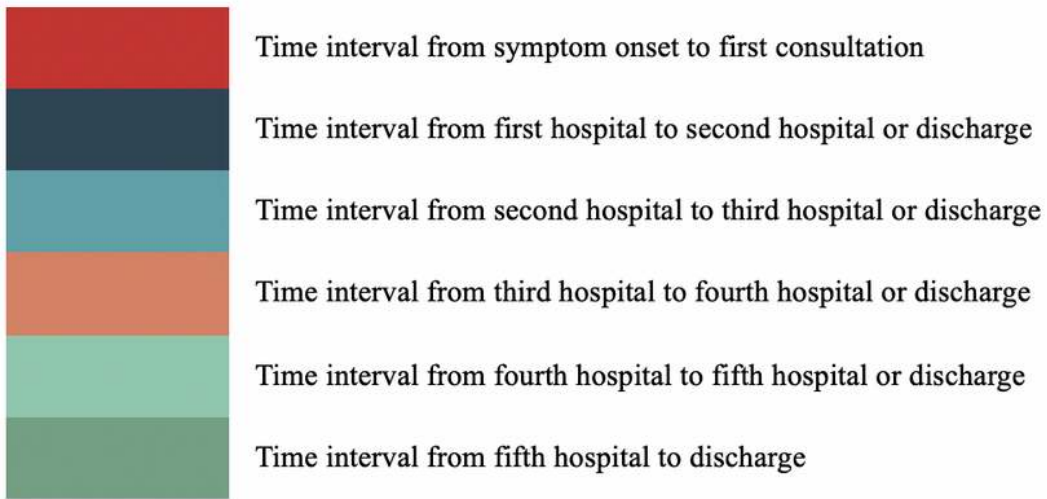 Time interval from symptom onset to first consultation
Time interval from first hospital to second hospital or discharge
Time interval from second hospital to third hospital or discharge
Time interval from third hospital to fourth hospital or discharge
Time interval from fourth hospital to fifth hospital or discharge
Time interval from fifth hospital to discharge